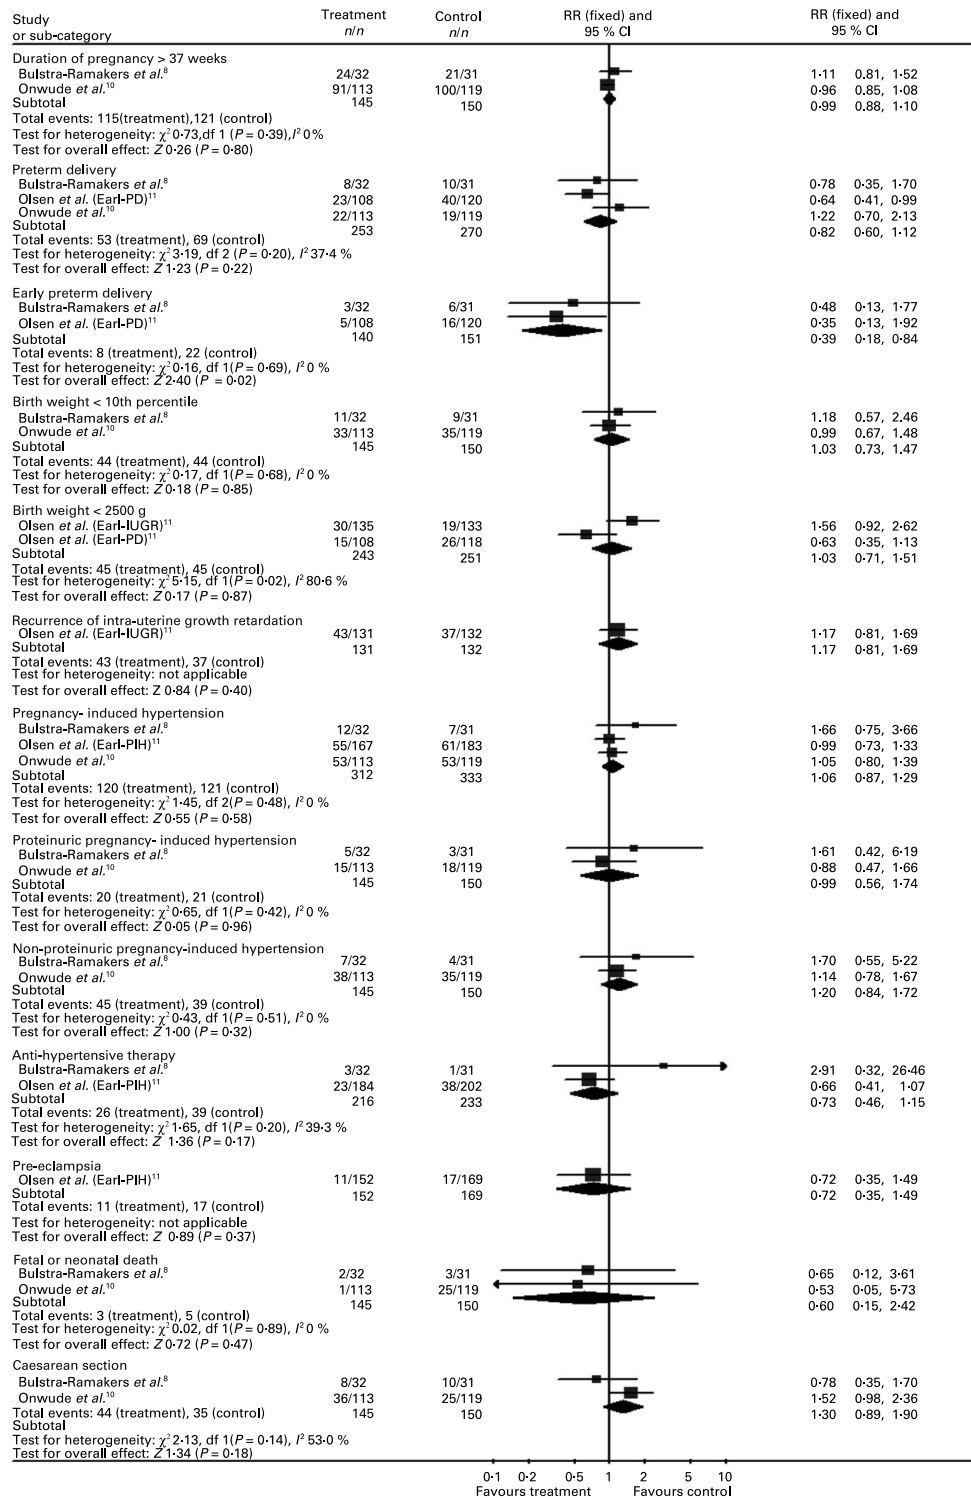 Study Treatment Control RR (fixed) and RR (fixed) and
or sub-category n/n n/n 95 % CI 95 % CI
Duration of pregnancy > 37 weeks
Bulstra-Ramakers et al.⁸ 24/32 21/31 1·11 0·81, 1·52
Onwude et al.¹⁰ 91/113 100/119 0·96 0·85, 1·08
Subtotal 145 150 0·99 0·88, 1·10
Total events: 115(treatment),121 (control)
Test for heterogeneity: χ² 0·73,df 1 (P = 0·39),I² 0%
Test for overall effect: Z 0·26 (P = 0·80)
Preterm delivery
Bulstra-Ramakers et al.⁸ 8/32 10/31 0·78 0·35, 1·70
Olsen et al. (Earl-PD)¹¹ 23/108 40/120 0·64 0·41, 0·99
Onwude et al.¹⁰ 22/113 19/119 1·22 0·70, 2·13
Subtotal 253 270 0·82 0·60, 1·12
Total events: 53 (treatment), 69 (control)
Test for heterogeneity: χ² 3·19, df 2 (P = 0·20), I² 37·4 %
Test for overall effect: Z 1·23 (P = 0·22)
Early preterm delivery
Bulstra-Ramakers et al.⁸ 3/32 6/31 0·48 0·13, 1·77
Olsen et al. (Earl-PD)¹¹ 5/108 16/120 0·35 0·13, 1·92
Subtotal 140 151 0·39 0·18, 0·84
Total events: 8 (treatment), 22 (control)
Test for heterogeneity: χ² 0·16, df 1(P = 0·69), I² 0 %
Test for overall effect: Z 2·40 (P = 0·02)
Birth weight < 10th percentile
Bulstra-Ramakers et al.⁸ 11/32 9/31 1·18 0·57, 2·46
Onwude et al.¹⁰ 33/113 35/119 0·99 0·67, 1·48
Subtotal 145 150 1·03 0·73, 1·47
Total events: 44 (treatment), 44 (control)
Test for heterogeneity: χ² 0·17, df 1(P = 0·68), I² 0 %
Test for overall effect: Z 0·18 (P = 0·85)
Birth weight < 2500 g
Olsen et al. (Earl-IUGR)¹¹ 30/135 19/133 1·56 0·92, 2·62
Olsen et al. (Earl-PD)¹¹ 15/108 26/118 0·63 0·35, 1·13
Subtotal 243 251 1·03 0·71, 1·51
Total events: 45 (treatment), 45 (control)
Test for heterogeneity: χ² 5·15, df 1(P = 0·02), I² 80·6 %
Test for overall effect: Z 0·17 (P = 0·87)
Recurrence of intra-uterine growth retardation
Olsen et al. (Earl-IUGR)¹¹ 43/131 37/132 1·17 0·81, 1·69
Subtotal 131 132 1·17 0·81, 1·69
Total events: 43 (treatment), 37 (control)
Test for heterogeneity: not applicable
Test for overall effect: Z 0·84 (P = 0·40)
Pregnancy- induced hypertension
Bulstra-Ramakers et al.⁸ 12/32 7/31 1·66 0·75, 3·66
Olsen et al. (Earl-PIH)¹¹ 55/167 61/183 0·99 0·73, 1·33
Onwude et al.¹⁰ 53/113 53/119 1·05 0·80, 1·39
Subtotal 312 333 1·06 0·87, 1·29
Total events: 120 (treatment), 121 (control)
Test for heterogeneity: χ² 1·45, df 2(P = 0·48), I² 0 %
Test for overall effect: Z 0·55 (P = 0·58)
Proteinuric pregnancy- induced hypertension
Bulstra-Ramakers et al.⁸ 5/32 3/31 1·61 0·42, 6·19
Onwude et al.¹⁰ 15/113 18/119 0·88 0·47, 1·66
Subtotal 145 150 0·99 0·56, 1·74
Total events: 20 (treatment), 21 (control)
Test for heterogeneity: χ² 0·65, df 1(P = 0·42), I² 0 %
Test for overall effect: Z 0·05 (P = 0·96)
Non-proteinuric pregnancy-induced hypertension
Bulstra-Ramakers et al.⁸ 7/32 4/31 1·70 0·55, 5·22
Onwude et al.¹⁰ 38/113 35/119 1·14 0·78, 1·67
Subtotal 145 150 1·20 0·84, 1·72
Total events: 45 (treatment), 39 (control)
Test for heterogeneity: χ² 0·43, df 1(P = 0·51), I² 0 %
Test for overall effect: Z 1·00 (P = 0·32)
Anti-hypertensive therapy
Bulstra-Ramakers et al.⁸ 3/32 1/31 2·91 0·32, 26·46
Olsen et al. (Earl-PIH)¹¹ 23/184 38/202 0·66 0·41, 1·07
Subtotal 216 233 0·73 0·46, 1·15
Total events: 26 (treatment), 39 (control)
Test for heterogeneity: χ² 1·65, df 1(P = 0·20), I² 39·3 %
Test for overall effect: Z 1·36 (P = 0·17)
Pre-eclampsia
Olsen et al. (Earl-PIH)¹¹ 11/152 17/169 0·72 0·35, 1·49
Subtotal 152 169 0·72 0·35, 1·49
Total events: 11 (treatment), 17 (control)
Test for heterogeneity: not applicable
Test for overall effect: Z 0·89 (P = 0·37)
Fetal or neonatal death
Bulstra-Ramakers et al.⁸ 2/32 3/31 0·65 0·12, 3·61
Onwude et al.¹⁰ 1/113 25/119 0·53 0·05, 5·73
Subtotal 145 150 0·60 0·15, 2·42
Total events: 3 (treatment), 5 (control)
Test for heterogeneity: χ² 0·02, df 1(P = 0·89), I² 0 %
Test for overall effect: Z 0·72 (P = 0·47)
Caesarean section
Bulstra-Ramakers et al.⁸ 8/32 10/31 0·78 0·35, 1·70
Onwude et al.¹⁰ 36/113 25/119 1·52 0·98, 2·36
Total events: 44 (treatment), 35 (control) 145 150 1·30 0·89, 1·90
Subtotal
Test for heterogeneity: χ² 2·13, df 1(P = 0·14), I² 53·0 %
Test for overall effect: Z 1·34 (P = 0·18)
0·1 0·2 0·5 1 2 5 10
Favours treatment Favours control